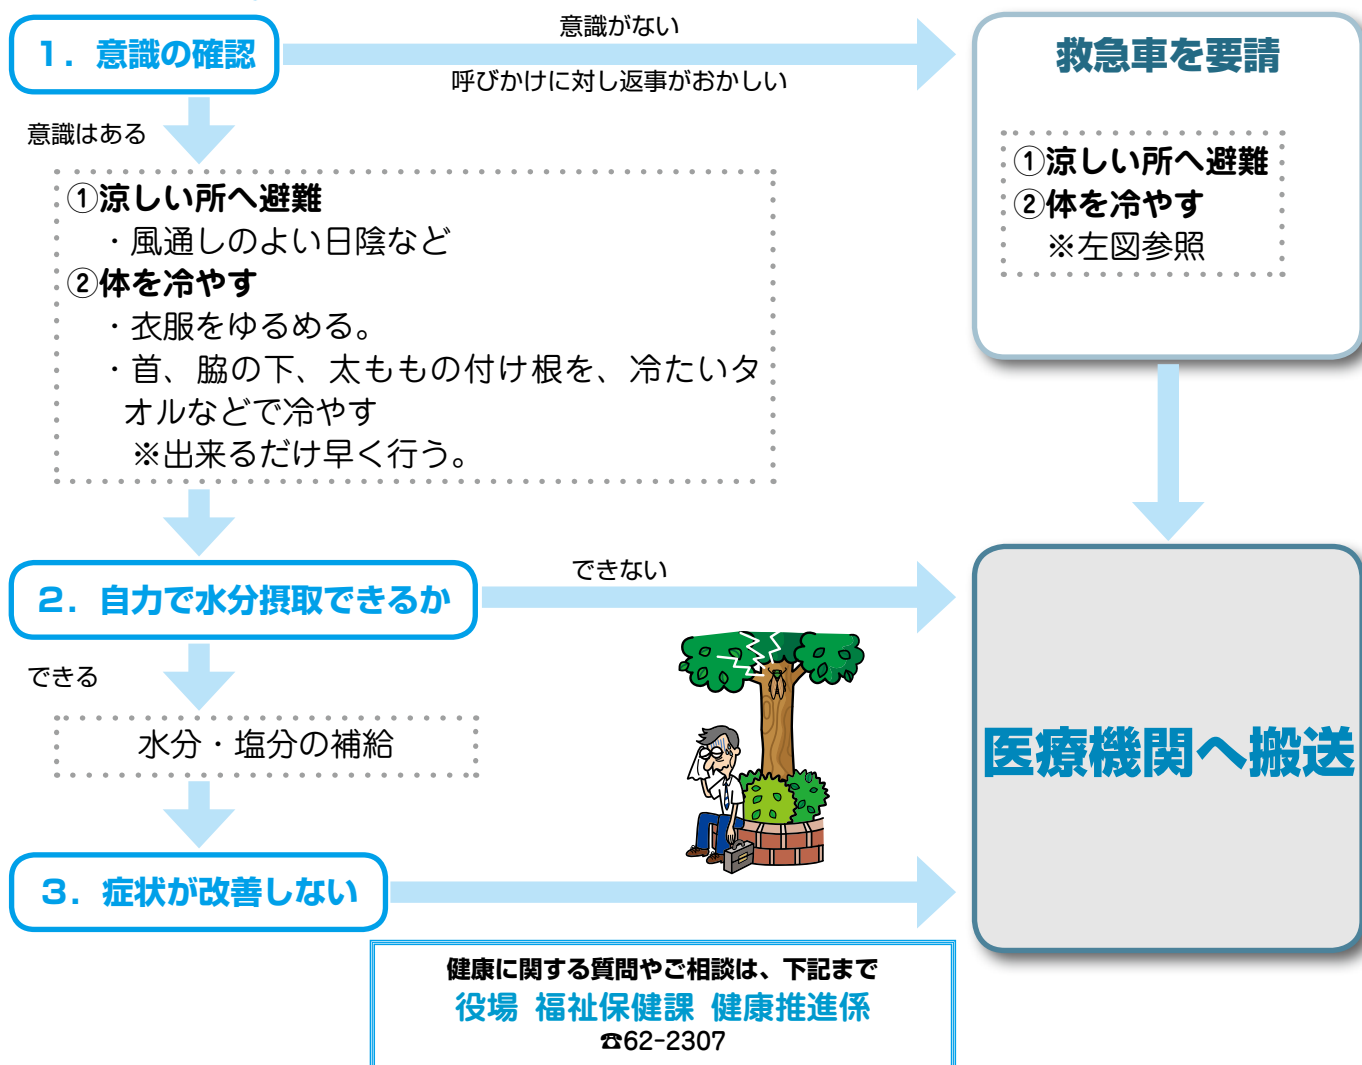 1．意識の確認
意識がない
呼びかけに対し返事がおかしい
救急車を要請
①涼しい所へ避難
②体を冷やす
※左図参照
意識はある
①涼しい所へ避難
・風通しのよい日陰など
②体を冷やす
・衣服をゆるめる。
・首、脇の下、太ももの付け根を、冷たいタ
オルなどで冷やす
※出来るだけ早く行う。
2．自力で水分摂取できるか
できない
できる
水分・塩分の補給
3．症状が改善しない
医療機関へ搬送
健康に関する質問やご相談は、下記まで
役場 福祉保健課 健康推進係
☎62-2307